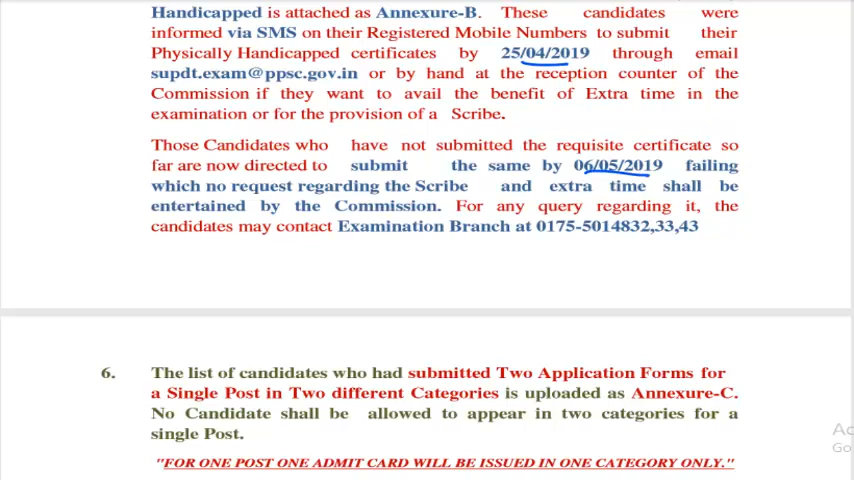 Handicapped is attached as Annexure-B. These candidates were
informed via SMS on their Registered Mobile Numbers to submit their
Physically Handicapped certificates by 25/04/2019 through email
supdt.exam@ppsc.gov.in or by hand at the reception counter of the
Commission if they want to avail the benefit of Extra time in the
examination or for the provision of a Scribe.
Those Candidates who have not submitted the requisite certificate so
far are now directed to submit the same by 06/05/2019 failing
which no request regarding the Scribe and extra time shall be
entertained by the Commission. For any query regarding it, the
candidates may contact Examination Branch at 0175-5014832,33,43
6. The list of candidates who had submitted Two Application Forms for
a Single Post in Two different Categories is uploaded as Annexure-C.
No Candidate shall be allowed to appear in two categories for a
single Post.
"FOR ONE POST ONE ADMIT CARD WILL BE ISSUED IN ONE CATEGORY ONLY."